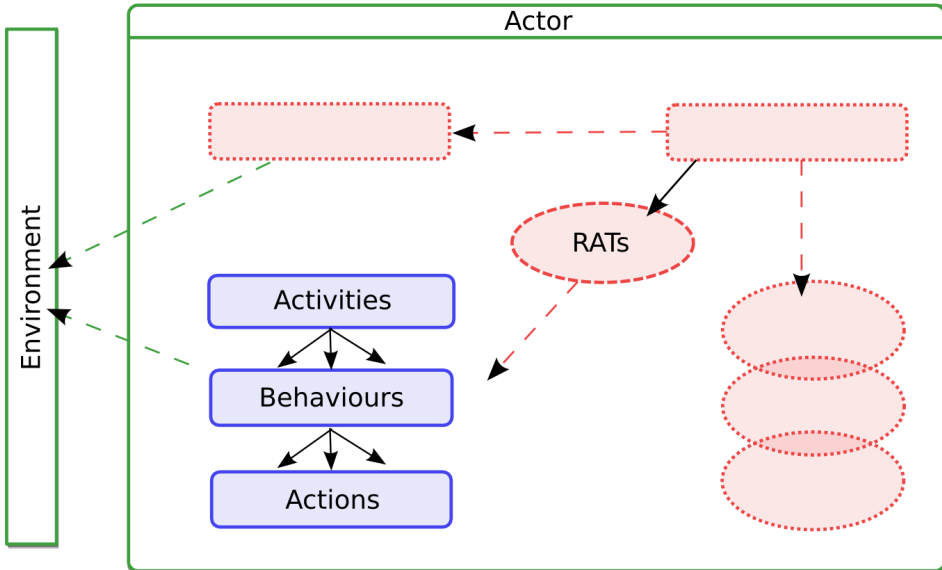 Actor
Environment
RATs
Activities
Behaviours
Actions